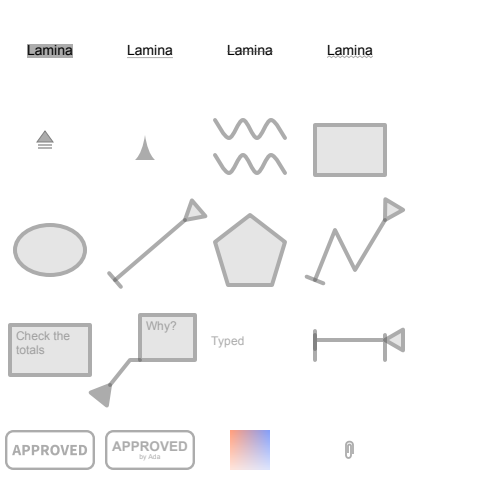 Lamina Lamina Lamina Lamina
Why?
Check the
totals
Typed
APPROVED
APPROVED
by Ada